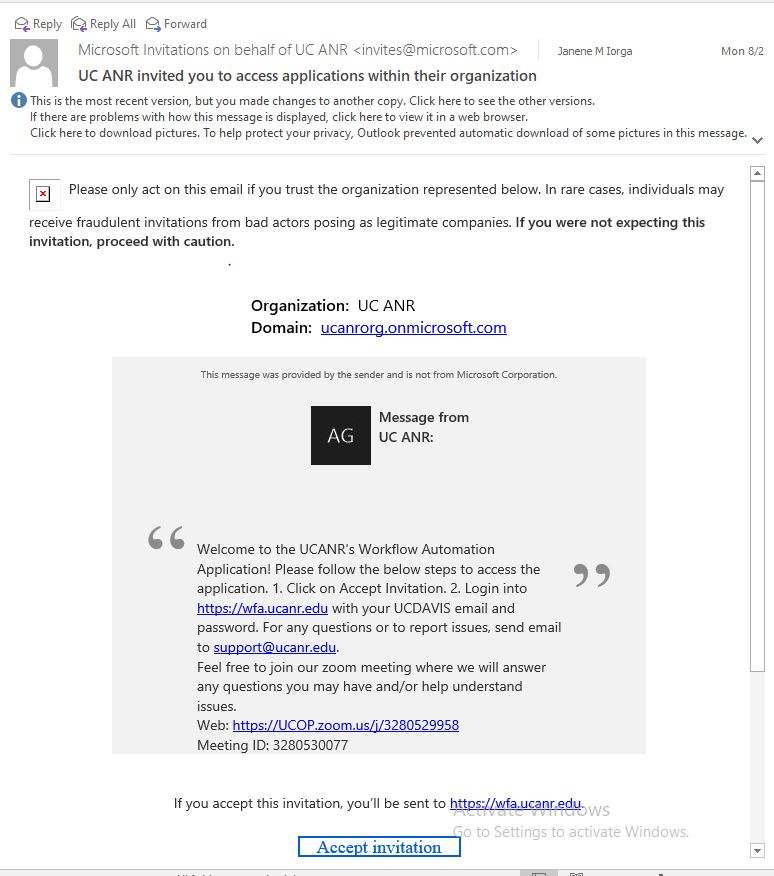 Reply Reply All Forward
Microsoft Invitations on behalf of UC ANR <invites@microsoft.com> Janene M Iorga Mon 8/2
UC ANR invited you to access applications within their organization
This is the most recent version, but you made changes to another copy. Click here to see the other versions.
If there are problems with how this message is displayed, click here to view it in a web browser.
Click here to download pictures. To help protect your privacy, Outlook prevented automatic download of some pictures in this message.
Please only act on this email if you trust the organization represented below. In rare cases, individuals may
receive fraudulent invitations from bad actors posing as legitimate companies. If you were not expecting this
invitation, proceed with caution.
Organization: UC ANR
Domain: ucanrorg.onmicrosoft.com
This message was provided by the sender and is not from Microsoft Corporation.
AG
Message from
UC ANR:
“
Welcome to the UCANR's Workflow Automation
Application! Please follow the below steps to access the
application. 1. Click on Accept Invitation. 2. Login into
”
https://wfa.ucanr.edu with your UCDAVIS email and
password. For any questions or to report issues, send email
to support@ucanr.edu.
Feel free to join our zoom meeting where we will answer
any questions you may have and/or help understand
issues.
Web: https://UCOP.zoom.us/j/3280529958
Meeting ID: 3280530077
If you accept this invitation, you’ll be sent to https://wfa.ucanr.edu.
Activate Windows
Go to Settings to activate Windows.
Accept invitation